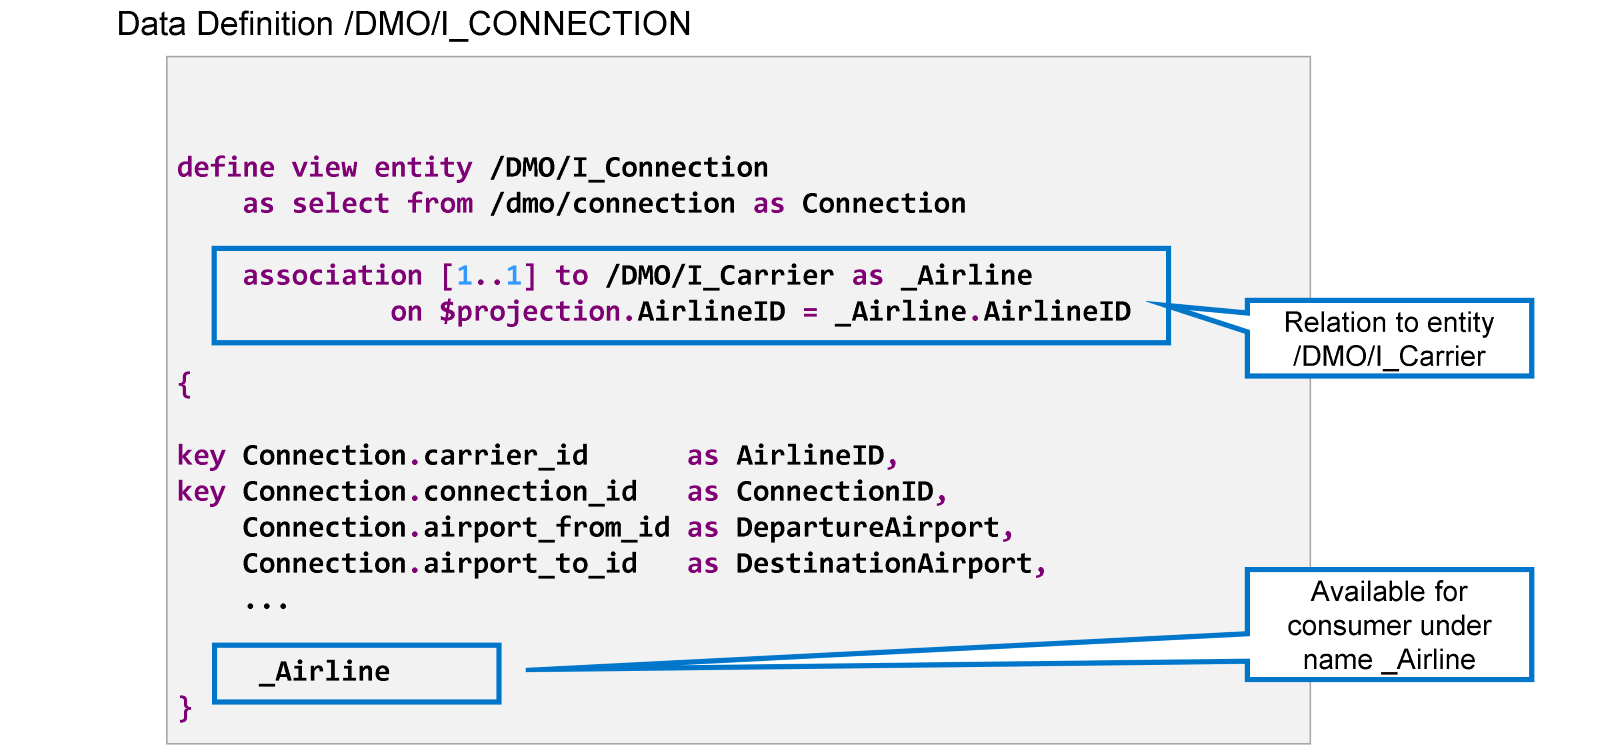 Data Definition /DMO/I_CONNECTION
define view entity /DMO/I_Connection
as select from /dmo/connection as Connection
association [1..1] to /DMO/I_Carrier as _Airline
on $projection.AirlineID = _Airline.AirlineID
Relation to entity
/DMO/I_Carrier
{
key Connection.carrier_id as AirlineID,
key Connection.connection_id as ConnectionID,
Connection.airport_from_id as DepartureAirport,
Connection.airport_to_id as DestinationAirport,
...
Available for
consumer under
name _Airline
_Airline
}